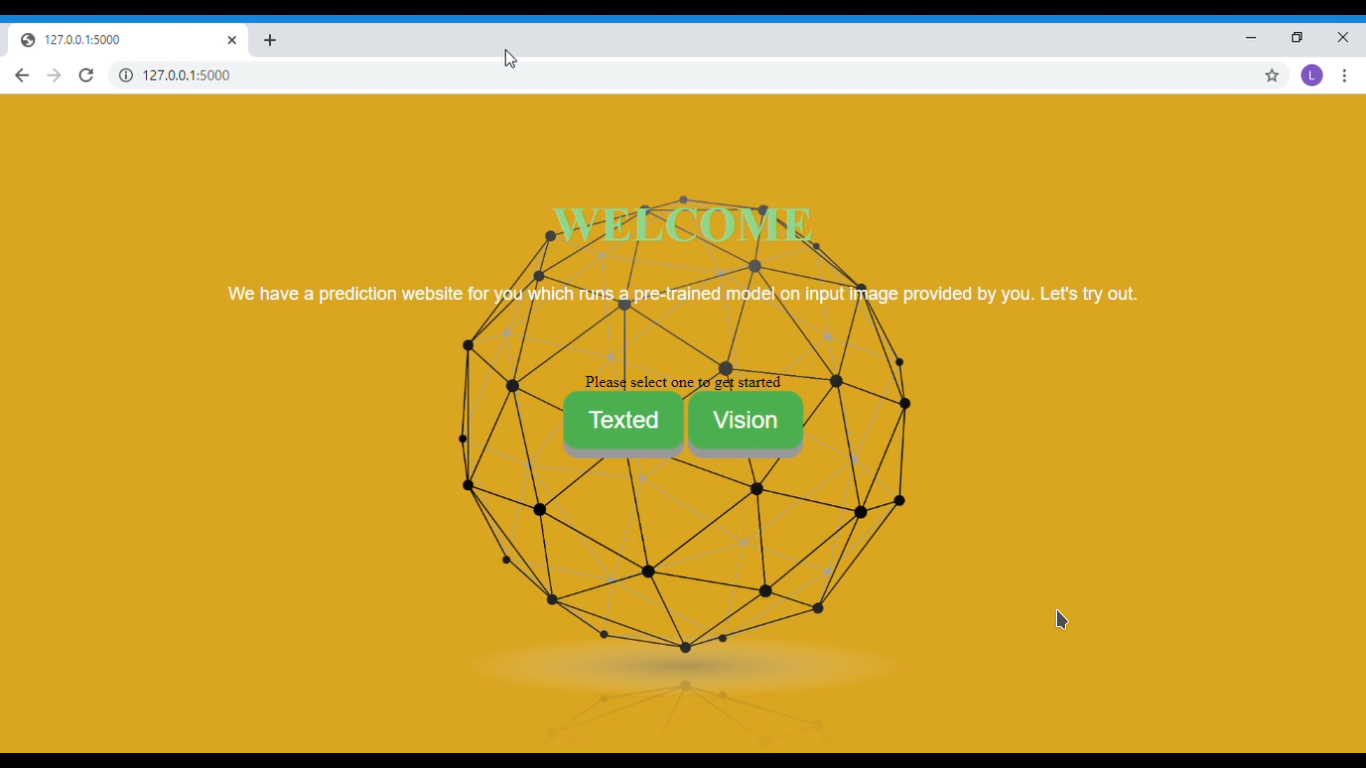 127.0.0.1:5000
127.0.0.1:5000
L
WELCOME
We have a prediction website for you which runs a pre-trained model on input image provided by you. Let's try out.
Please select one to get started
Texted Vision